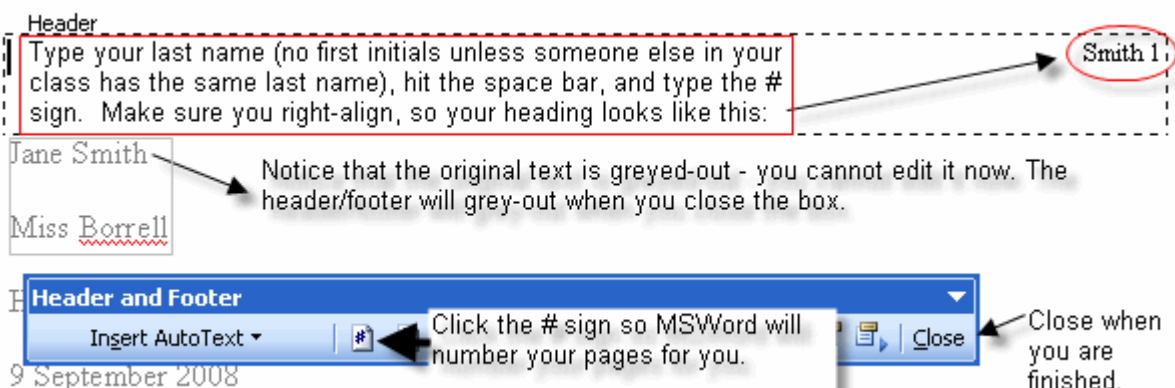 Header
Type your last name (no first initials unless someone else in your
class has the same last name), hit the space bar, and type the #
sign. Make sure you right-align, so your heading looks like this:
Smith 1
Jane Smith
Notice that the original text is greyed-out - you cannot edit it now. The
header/footer will grey-out when you close the box.
Miss Borrell
H
Header and Footer
Insert AutoText
#
Click the # sign so MSWord will
number your pages for you.
Close
Close when
you are
finished.
9 September 2008